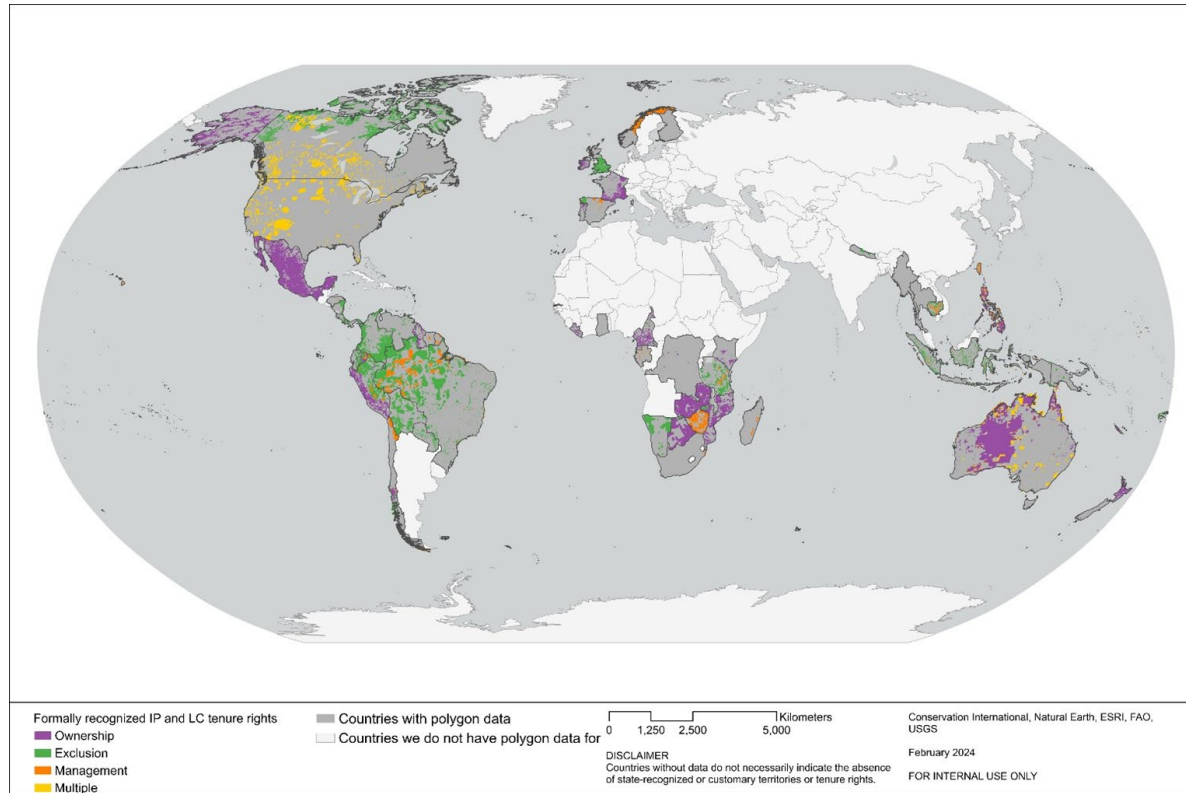 Formally recognized IP and LC tenure rights
Ownership
Exclusion
Management
Multiple
Countries with polygon data
Countries we do not have polygon data for
Kilometers
0 1,250 2,500 5,000
DISCLAIMER
Countries without data do not necessarily indicate the absence
of state-recognized or customary territories or tenure rights.
Conservation International, Natural Earth, ESRI, FAO,
USGS
February 2024
FOR INTERNAL USE ONLY